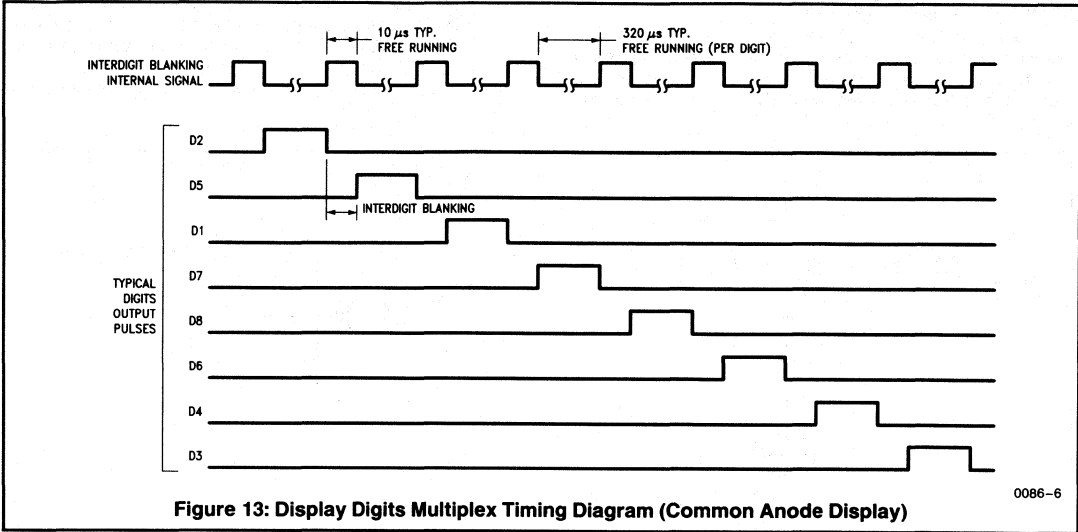 10 μs TYP.
FREE RUNNING
320 μs TYP.
FREE RUNNING (PER DIGIT)
INTERDIGIT BLANKING
INTERNAL SIGNAL
D2
D5
INTERDIGIT BLANKING
D1
D7
TYPICAL
DIGITS
OUTPUT
PULSES
D8
D6
D4
D3
0086–6
Figure 13: Display Digits Multiplex Timing Diagram (Common Anode Display)